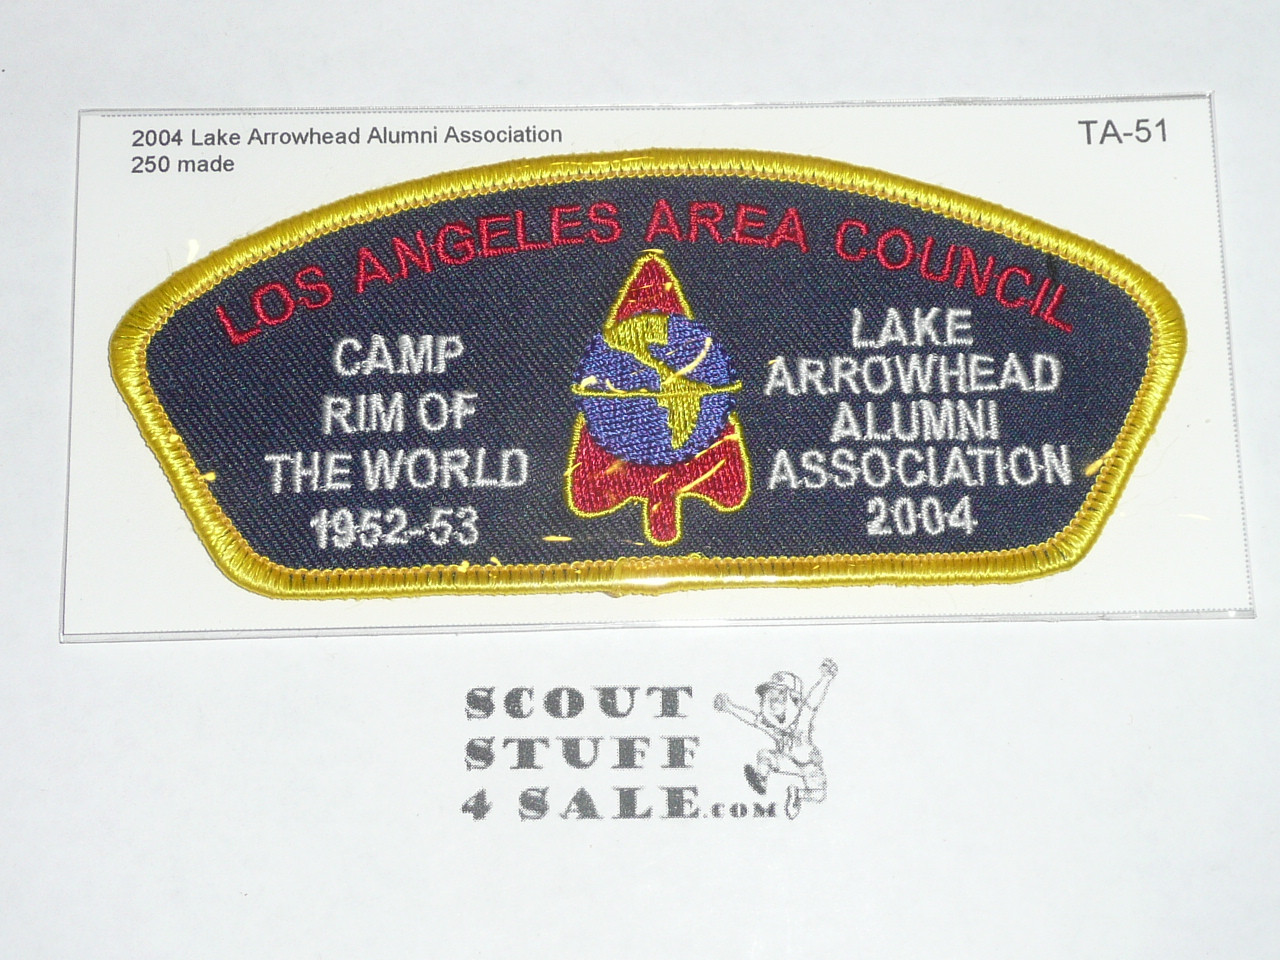 2004 Lake Arrowhead Alumni Association
250 made
TA-51
LOS ANGELES AREA COUNCIL
CAMP
RIM OF
THE WORLD
1952-53
LAKE
ARROWHEAD
ALUMNI
ASSOCIATION
2004
SCOUT
STUFF
4 SALE.COM